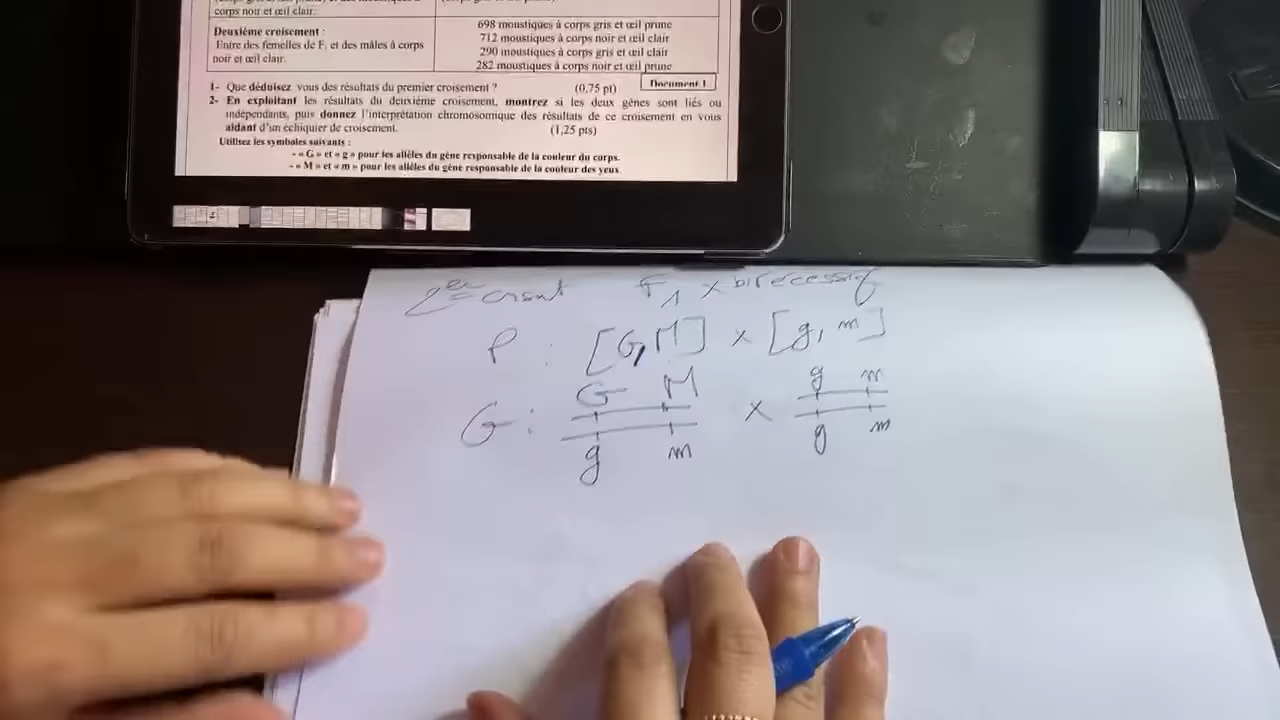 corps noir et œil clair.
Deuxième croisement :
Entre des femelles de F₁ et des mâles à corps
noir et œil clair.
698 moustiques à corps gris et œil prune
712 moustiques à corps noir et œil clair
290 moustiques à corps gris et œil clair
282 moustiques à corps noir et œil prune
Document 1
1- Que déduisez vous des résultats du premier croisement ? (0,75 pt)
2- En exploitant les résultats du deuxième croisement, montrez si les deux gènes sont liés ou
indépendants, puis donnez l'interprétation chromosomique des résultats de ce croisement en vous
aidant d'un échiquier de croisement. (1,25 pts)
Utilisez les symboles suivants :
- « G » et « g » pour les allèles du gène responsable de la couleur du corps.
- « M » et « m » pour les allèles du gène responsable de la couleur des yeux
F₁ × birécessif
P : [G, M] × [g, m]
G M g m
G : ×
g m g m